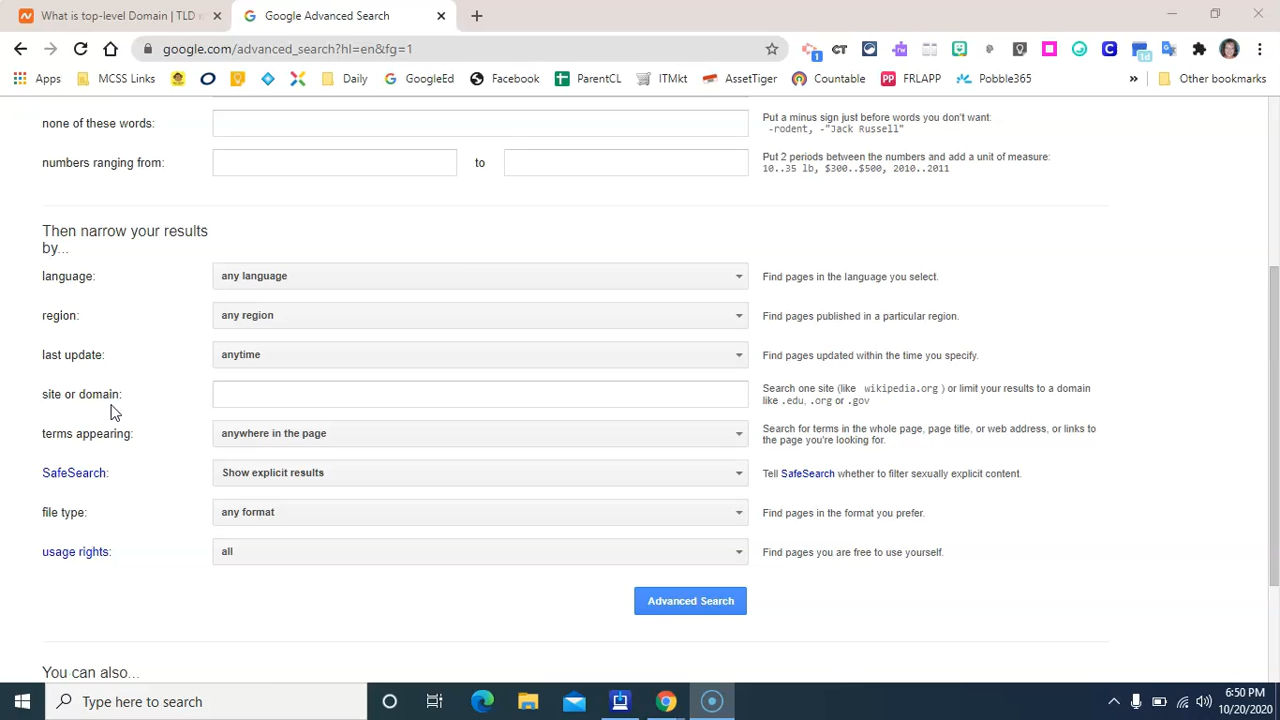 What is top-level Domain | TLD
Google Advanced Search
google.com/advanced_search?hl=en&fg=1
Apps
MCSS Links
Daily
GoogleEE
Facebook
ParentCL
ITMkt
AssetTiger
Countable
FRLAPP
Pobble365
»
Other bookmarks
none of these words:
Put a minus sign just before words you don't want:
-rodent, -"Jack Russell"
numbers ranging from:
to
Put 2 periods between the numbers and add a unit of measure:
10..35 lb, $300..$500, 2010..2011
Then narrow your results
by...
language:
any language
Find pages in the language you select.
region:
any region
Find pages published in a particular region.
last update:
anytime
Find pages updated within the time you specify.
site or domain:
Search one site (like wikipedia.org ) or limit your results to a domain
like .edu, .org or .gov
terms appearing:
anywhere in the page
Search for terms in the whole page, page title, or web address, or links to
the page you're looking for.
SafeSearch:
Show explicit results
Tell SafeSearch whether to filter sexually explicit content.
file type:
any format
Find pages in the format you prefer.
usage rights:
all
Find pages you are free to use yourself.
Advanced Search
You can also...
Type here to search
6:50 PM
10/20/2020